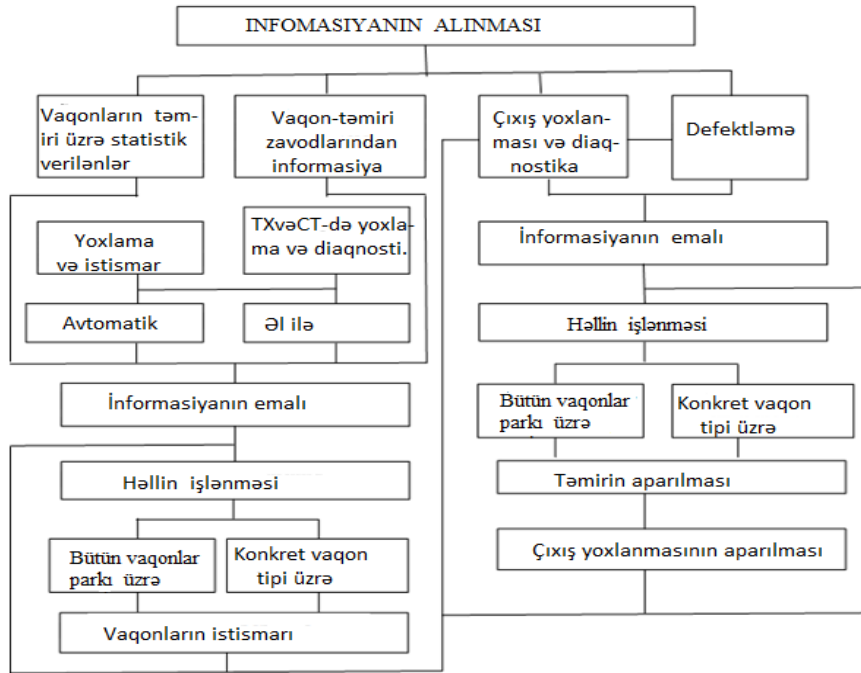 INFOMASIYANIN ALINMASI
Vaqonların təm-
iri üzrə statistik
verilənlər
Vaqon-təmiri
zavodlarından
informasiya
Çıxış yoxlan-
ması və diaq-
nostika
Defektləmə
Yoxlama
və istismar
TXvəCT-də yoxla-
ma və diaqnosti.
Avtomatik
Əl ilə
İnformasiyanın emalı
Həllin işlənməsi
Bütün vaqonlar
parkı üzrə
Konkret vaqon
tipi üzrə
Vaqonların istismarı
İnformasiyanın emalı
Həllin işlənməsi
Bütün vaqonlar
parkı üzrə
Konkret vaqon
tipi üzrə
Təmirin aparılması
Çıxış yoxlanmasının aparılması